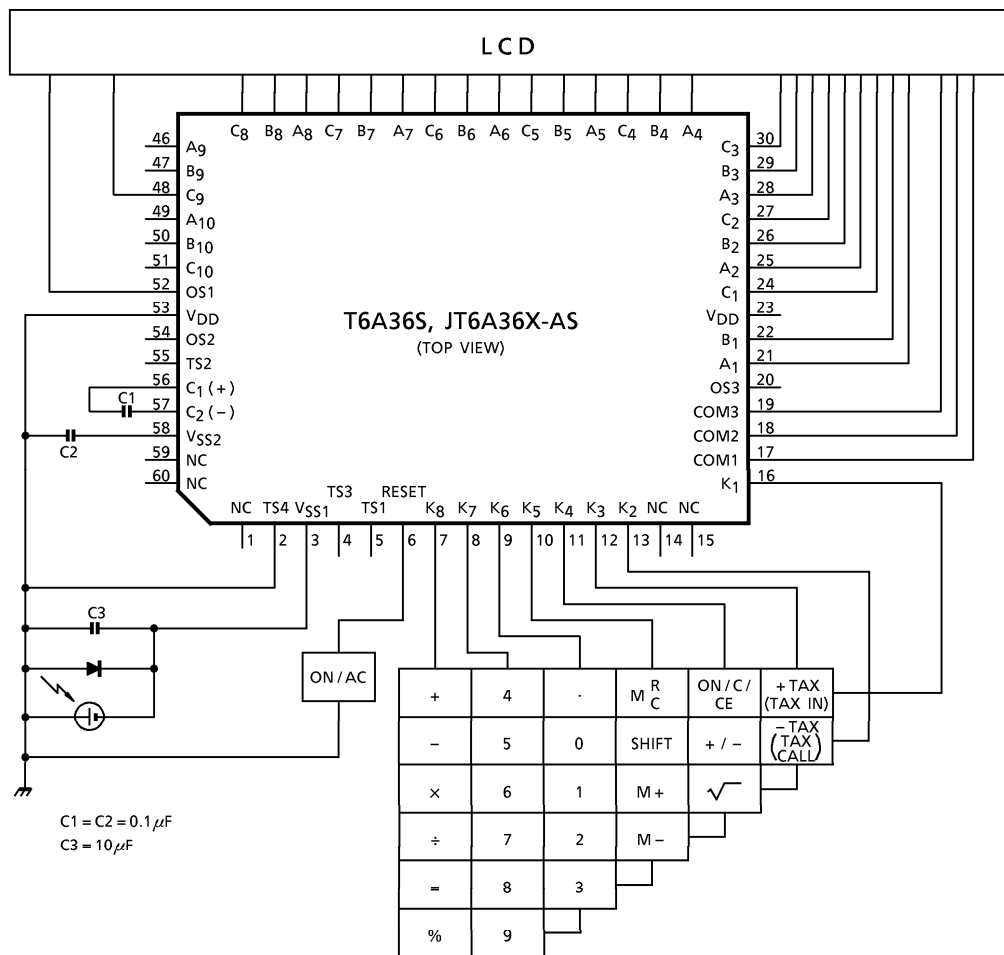 LCD
C8 B8 A8 C7 B7 A7 C6 B6 A6 C5 B5 A5 C4 B4 A4
46 A9
47 B9
48 C9
49 A10
50 B10
51 C10
52 OS1
53 VDD
54 OS2
55 TS2
56 C1 (+)
57 C2 (−)
58 VSS2
59 NC
60 NC
C1
C2
T6A36S, JT6A36X-AS
(TOP VIEW)
C3 30
B3 29
A3 28
C2 27
B2 26
A2 25
C1 24
VDD 23
B1 22
A1 21
OS3 20
COM3 19
COM2 18
COM1 17
K1 16
NC TS4 VSS1 TS3 TS1 RESET K8 K7 K6 K5 K4 K3 K2 NC NC
1 2 3 4 5 6 7 8 9 10 11 12 13 14 15
C3
ON/AC
+ 4 · M R C ON/C/CE +TAX (TAX IN)
− 5 0 SHIFT +/− −TAX (TAX CALL)
× 6 1 M+ √
÷ 7 2 M−
= 8 3
% 9
C1 = C2 = 0.1 μF
C3 = 10 μF